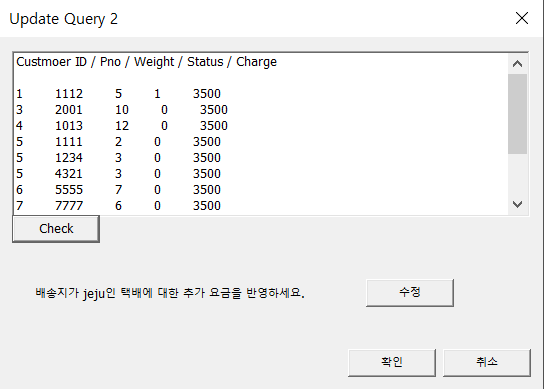 Update Query 2
Custmoer ID / Pno / Weight / Status / Charge
1 1112 5 1 3500
3 2001 10 0 3500
4 1013 12 0 3500
5 1111 2 0 3500
5 1234 3 0 3500
5 4321 3 0 3500
6 5555 7 0 3500
7 7777 6 0 3500
Check
배송지가 jeju인 택배에 대한 추가 요금을 반영하세요.
수정
확인
취소